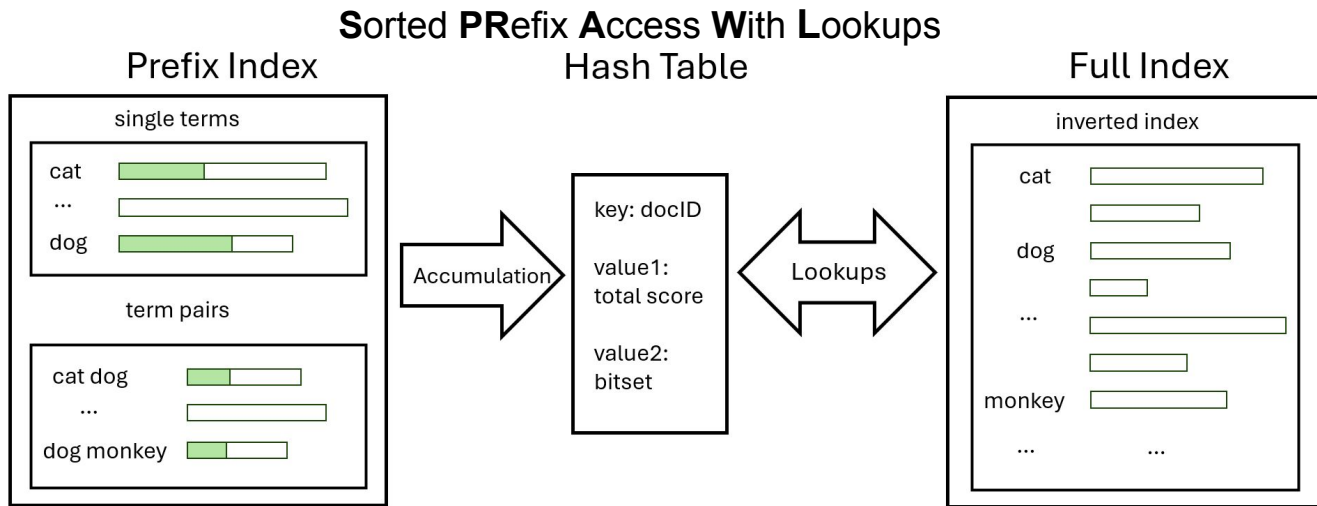 Sorted PRefix Access With Lookups
Prefix Index
Hash Table
Full Index
single terms
cat
...
dog
term pairs
cat dog
...
dog monkey
Accumulation
key: docID
value1:
total score
value2:
bitset
Lookups
inverted index
cat
dog
...
monkey
...
...